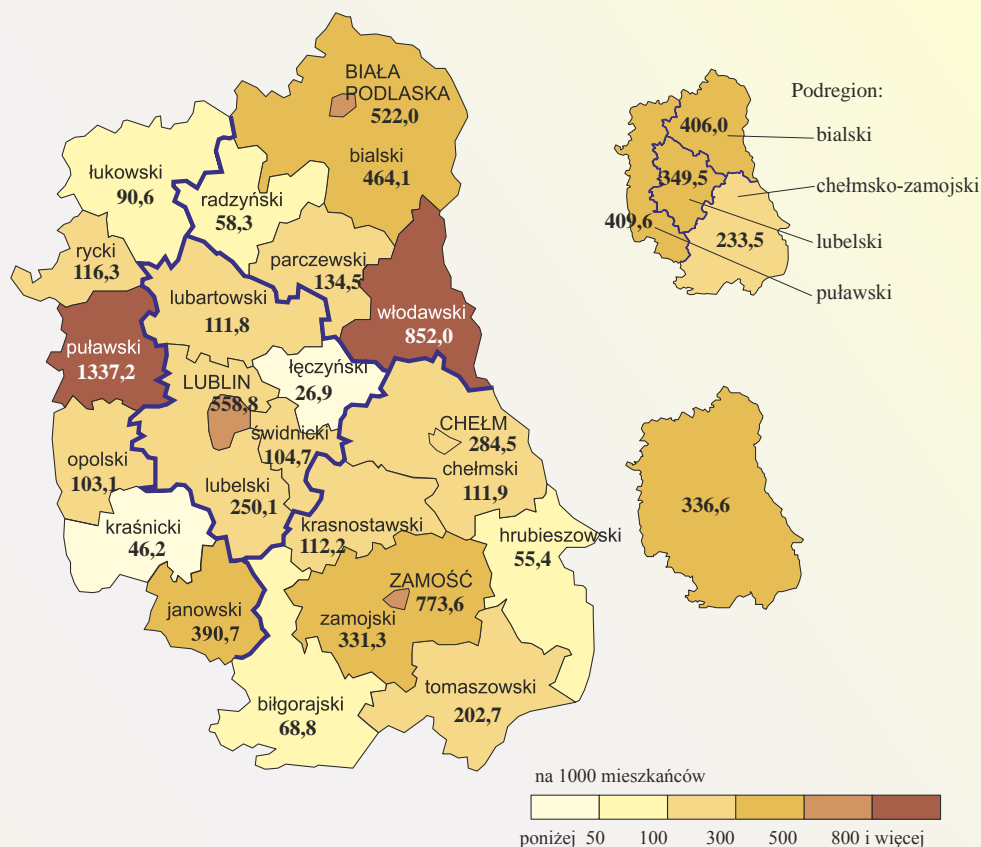 BIAŁA
PODLASKA
522,0
bialski
464,1
łukowski
90,6
radzyński
58,3
rycki
116,3
parczewski
134,5
lubartowski
111,8
włodawski
852,0
puławski
1337,2
łęczyński
26,9
LUBLIN
558,8
świdnicki
104,7
CHEŁM
284,5
chełmski
111,9
opolski
103,1
lubelski
250,1
kraśnicki
46,2
krasnostawski
112,2
hrubieszowski
55,4
janowski
390,7
ZAMOŚĆ
773,6
zamojski
331,3
tomaszowski
202,7
biłgorajski
68,8
Podregion:
406,0
bialski
349,5
chełmsko-zamojski
409,6
233,5
lubelski
puławski
336,6
na 1000 mieszkańców
poniżej 50 100 300 500 800 i więcej